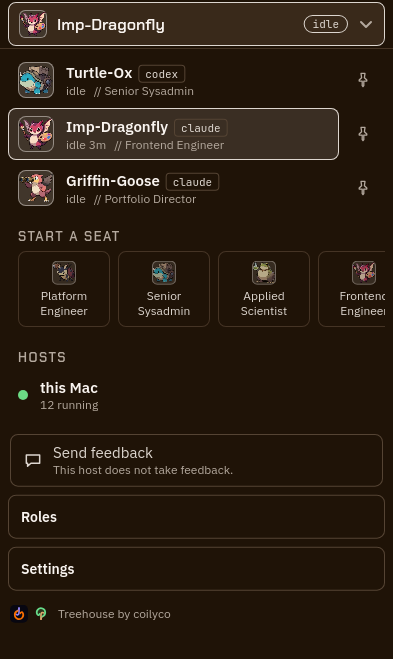 Imp-Dragonfly idle
Turtle-Ox codex
idle // Senior Sysadmin
Imp-Dragonfly claude
idle 3m // Frontend Engineer
Griffin-Goose claude
idle // Portfolio Director
START A SEAT
Platform Engineer
Senior Sysadmin
Applied Scientist
Frontend Engineer
HOSTS
this Mac
12 running
Send feedback
This host does not take feedback.
Roles
Settings
Treehouse by coilyco